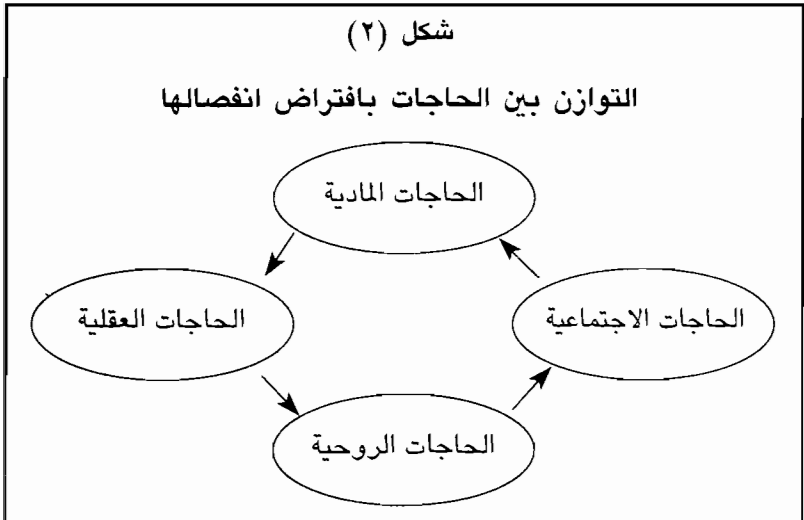 شكل (٢)
التوازن بين الحاجات بافتراض انفصالها
الحاجات المادية
الحاجات الاجتماعية
الحاجات العقلية
الحاجات الروحية